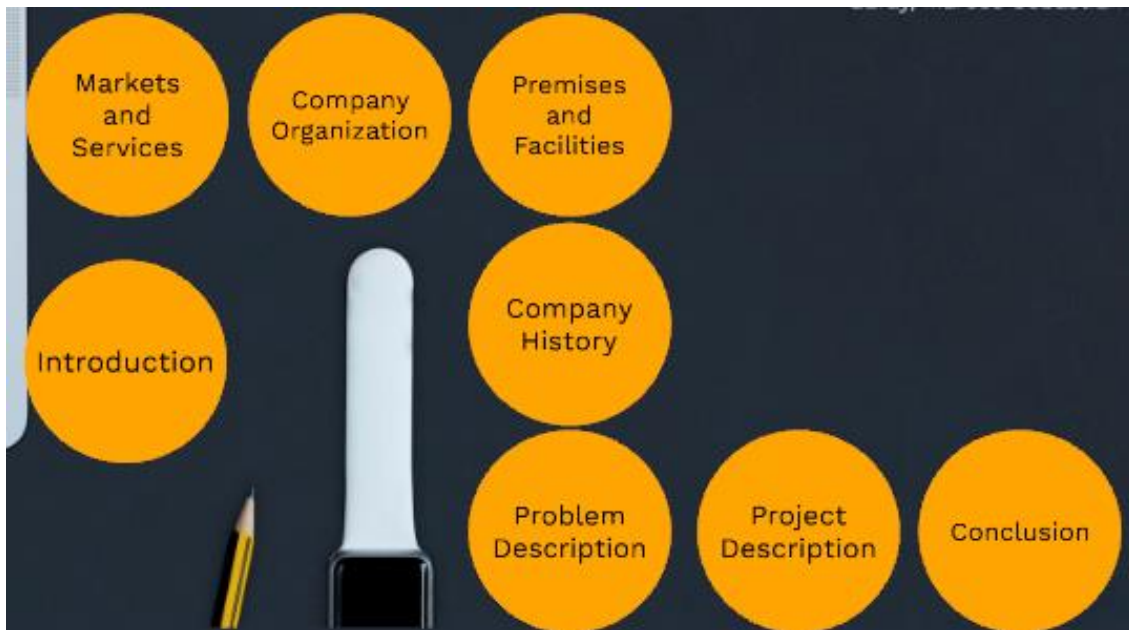 Markets
and
Services
Company
Organization
Premises
and
Facilities
Introduction
Company
History
Problem
Description
Project
Description
Conclusion